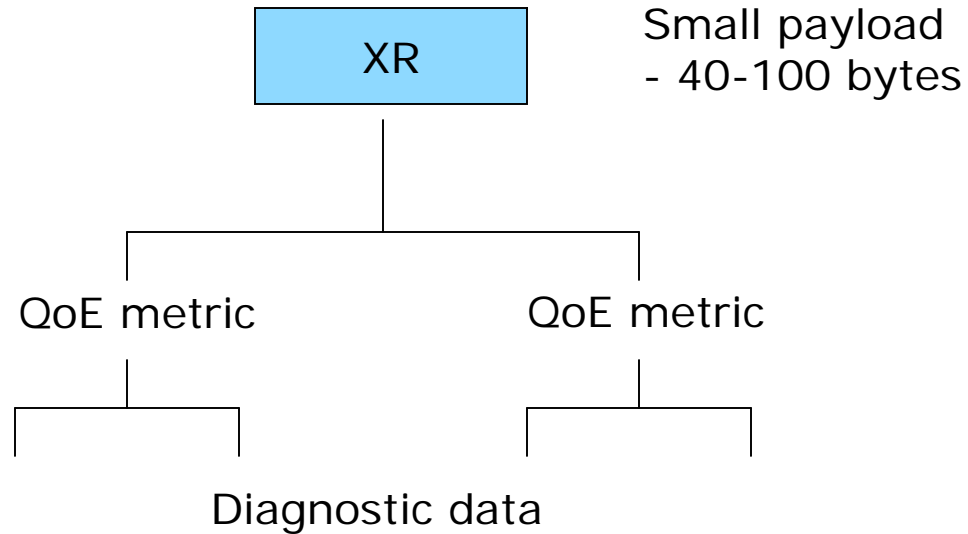 XR
Small payload
- 40-100 bytes
QoE metric
QoE metric
Diagnostic data